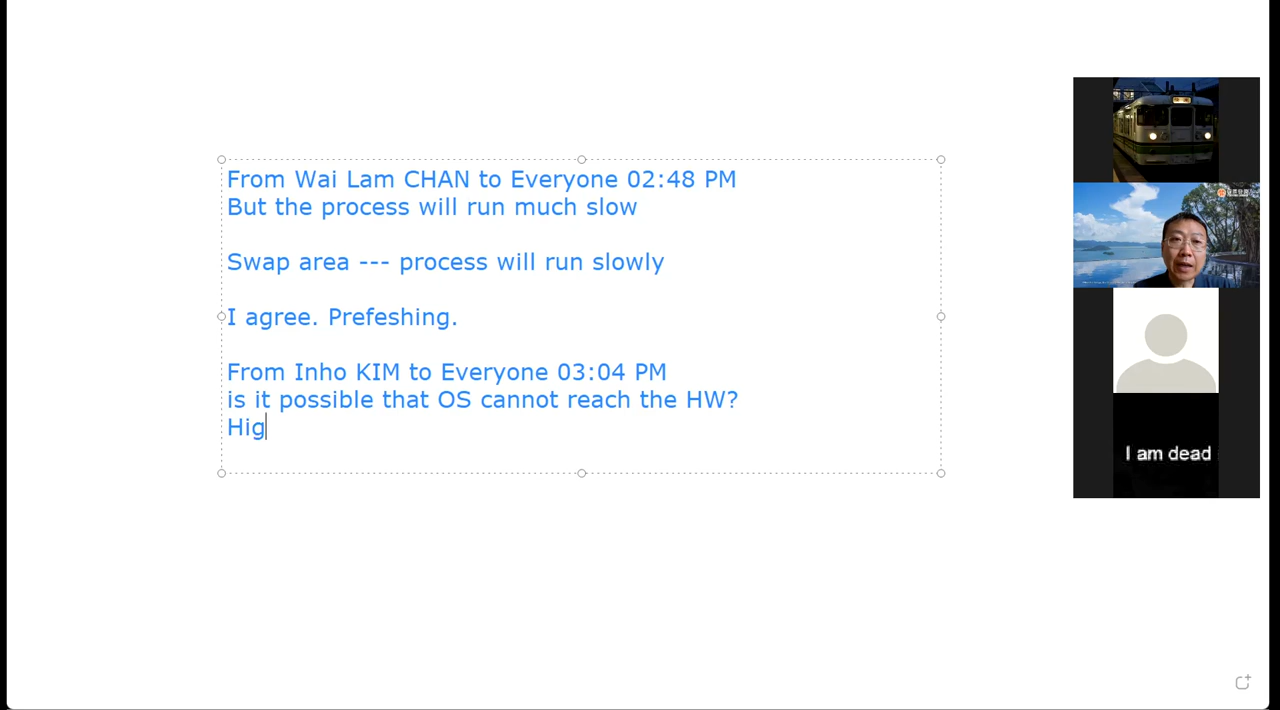 From Wai Lam CHAN to Everyone 02:48 PM
But the process will run much slow
Swap area --- process will run slowly
I agree. Prefeshing.
From Inho KIM to Everyone 03:04 PM
is it possible that OS cannot reach the HW?
Hig
I am dead